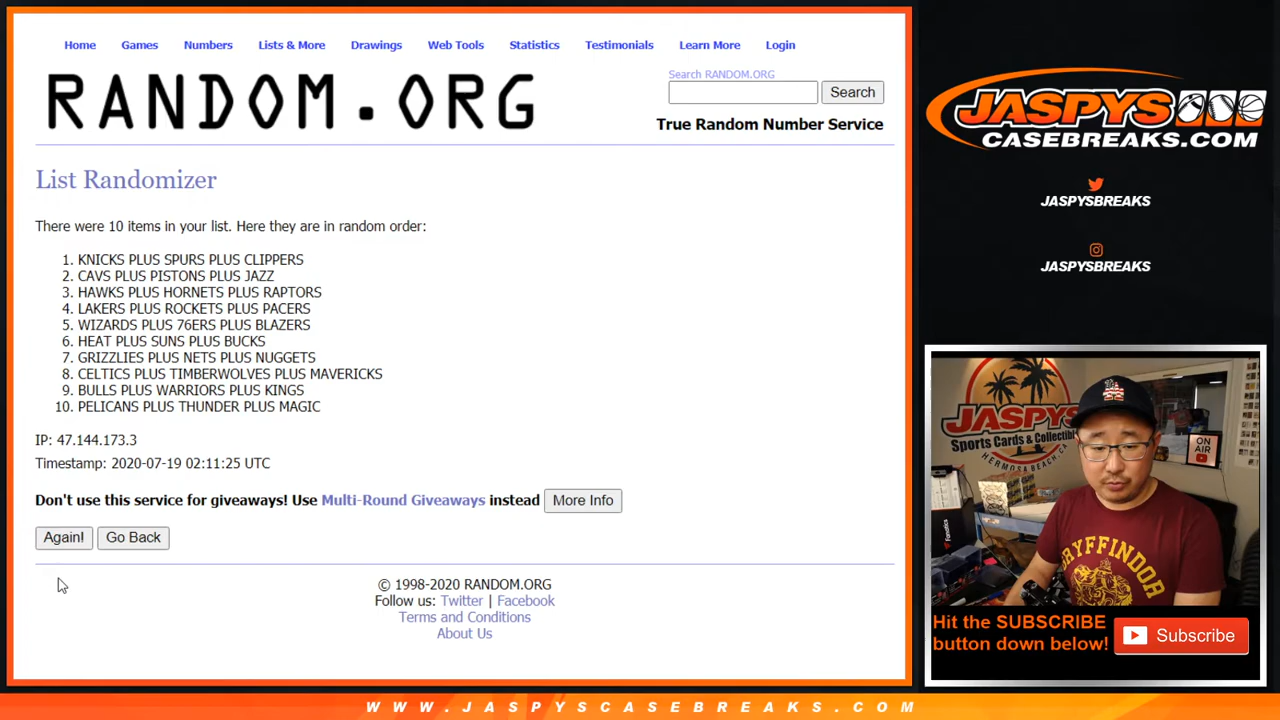 Home Games Numbers Lists & More Drawings Web Tools Statistics Testimonials Learn More Login
RANDOM.ORG
Search RANDOM.ORG
Search
True Random Number Service
List Randomizer
There were 10 items in your list. Here they are in random order:
1. KNICKS PLUS SPURS PLUS CLIPPERS
2. CAVS PLUS PISTONS PLUS JAZZ
3. HAWKS PLUS HORNETS PLUS RAPTORS
4. LAKERS PLUS ROCKETS PLUS PACERS
5. WIZARDS PLUS 76ERS PLUS BLAZERS
6. HEAT PLUS SUNS PLUS BUCKS
7. GRIZZLIES PLUS NETS PLUS NUGGETS
8. CELTICS PLUS TIMBERWOLVES PLUS MAVERICKS
9. BULLS PLUS WARRIORS PLUS KINGS
10. PELICANS PLUS THUNDER PLUS MAGIC
IP: 47.144.173.3
Timestamp: 2020-07-19 02:11:25 UTC
Don't use this service for giveaways! Use Multi-Round Giveaways instead More Info
Again! Go Back
© 1998-2020 RANDOM.ORG
Follow us: Twitter | Facebook
Terms and Conditions
About Us
JASPYS
CASEBREAKS.COM
JASPYSBREAKS
JASPYSBREAKS
JASPYS
Sports Cards & Collectibl
HERMOSA BEACH, CA
ON
AIR
Fanatics
GRYFFINDOR
Hit the SUBSCRIBE
button down below!
Subscribe
WWW.JASPYSCASEBREAKS.COM